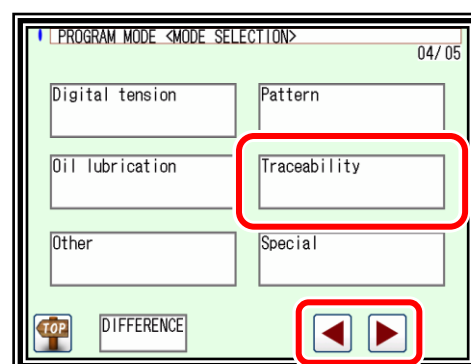 PROGRAM MODE <MODE SELECTION>
04/05
Digital tension
Pattern
Oil lubrication
Traceability
Other
Special
TOP
DIFFERENCE